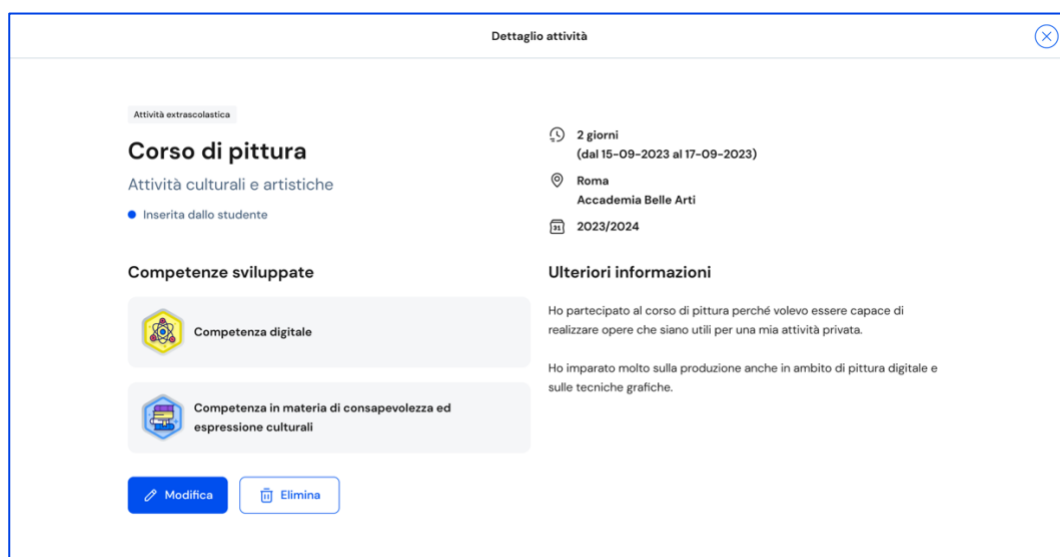 Dettaglio attività
Attività extrascolastica
Corso di pittura
Attività culturali e artistiche
Inserita dallo studente
2 giorni
(dal 15-09-2023 al 17-09-2023)
Roma
Accademia Belle Arti
31
2023/2024
Competenze sviluppate
Competenza digitale
Competenza in materia di consapevolezza ed
espressione culturali
Ulteriori informazioni
Ho partecipato al corso di pittura perché volevo essere capace di
realizzare opere che siano utili per una mia attività privata.
Ho imparato molto sulla produzione anche in ambito di pittura digitale e
sulle tecniche grafiche.
Modifica
Elimina